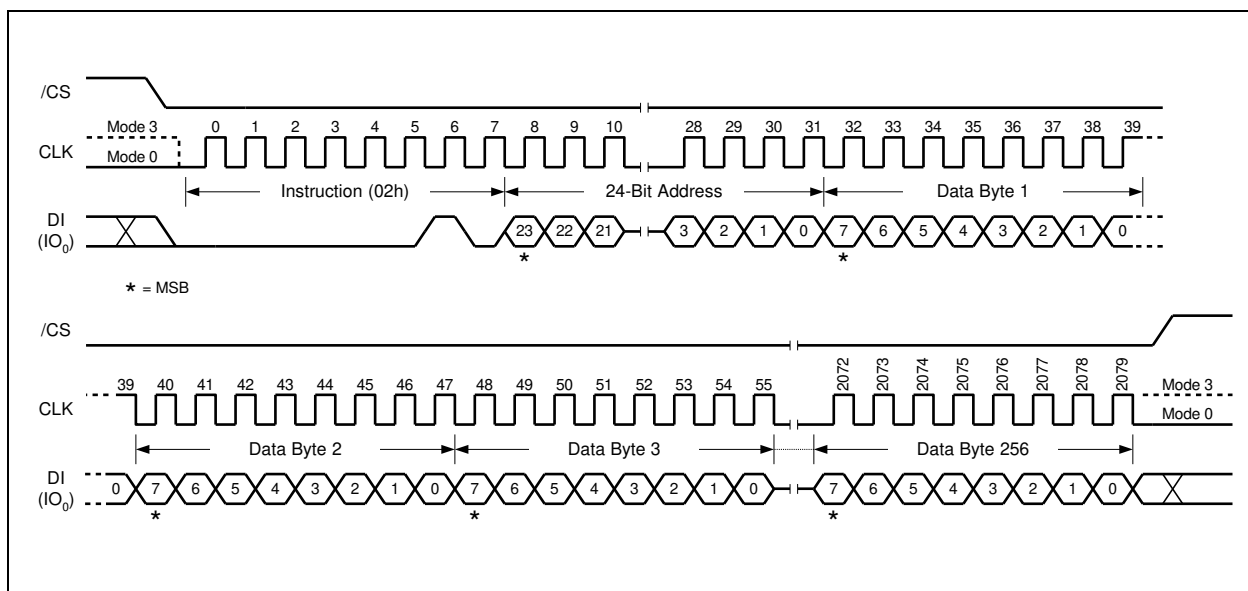 /CS
Mode 3 0 1 2 3 4 5 6 7 8 9 10 28 29 30 31 32 33 34 35 36 37 38 39
CLK Mode 0
Instruction (02h) 24-Bit Address Data Byte 1
DI
(IO0) 23 22 21 3 2 1 0 7 6 5 4 3 2 1 0
* *
* = MSB
/CS
39 40 41 42 43 44 45 46 47 48 49 50 51 52 53 54 55 2072 2073 2074 2075 2076 2077 2078 2079 Mode 3
CLK Mode 0
Data Byte 2 Data Byte 3 Data Byte 256
DI
(IO0) 0 7 6 5 4 3 2 1 0 7 6 5 4 3 2 1 0 7 6 5 4 3 2 1 0
* * *